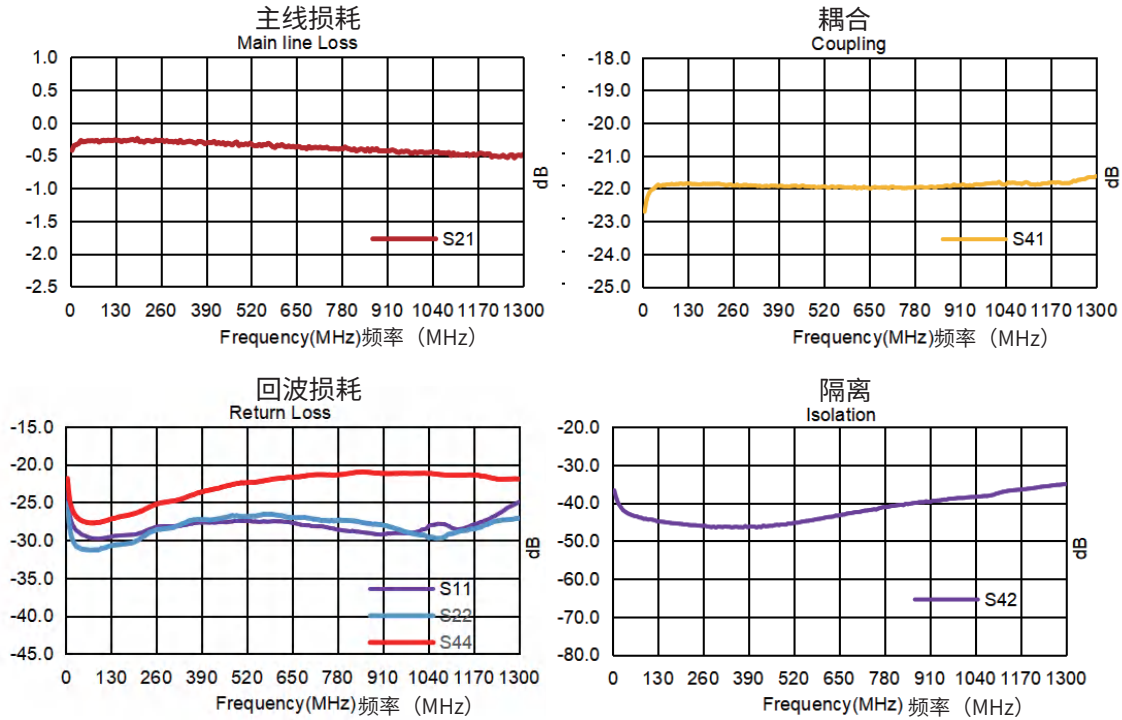 主线损耗
Main line Loss
1.0
0.5
0.0
-0.5
-1.0
-1.5
-2.0
-2.5
dB
S21
0 130 260 390 520 650 780 910 1040 1170 1300
Frequency(MHz)频率（MHz）
耦合
Coupling
-18.0
-19.0
-20.0
-21.0
-22.0
-23.0
-24.0
-25.0
dB
S41
0 130 260 390 520 650 780 910 1040 1170 1300
Frequency(MHz)频率（MHz）
回波损耗
Return Loss
-15.0
-20.0
-25.0
-30.0
-35.0
-40.0
-45.0
dB
S11
S22
S44
0 130 260 390 520 650 780 910 1040 1170 1300
Frequency(MHz)频率（MHz）
隔离
Isolation
-20.0
-30.0
-40.0
-50.0
-60.0
-70.0
-80.0
dB
S42
0 130 260 390 520 650 780 910 1040 1170 1300
Frequency(MHz) 频率（MHz）